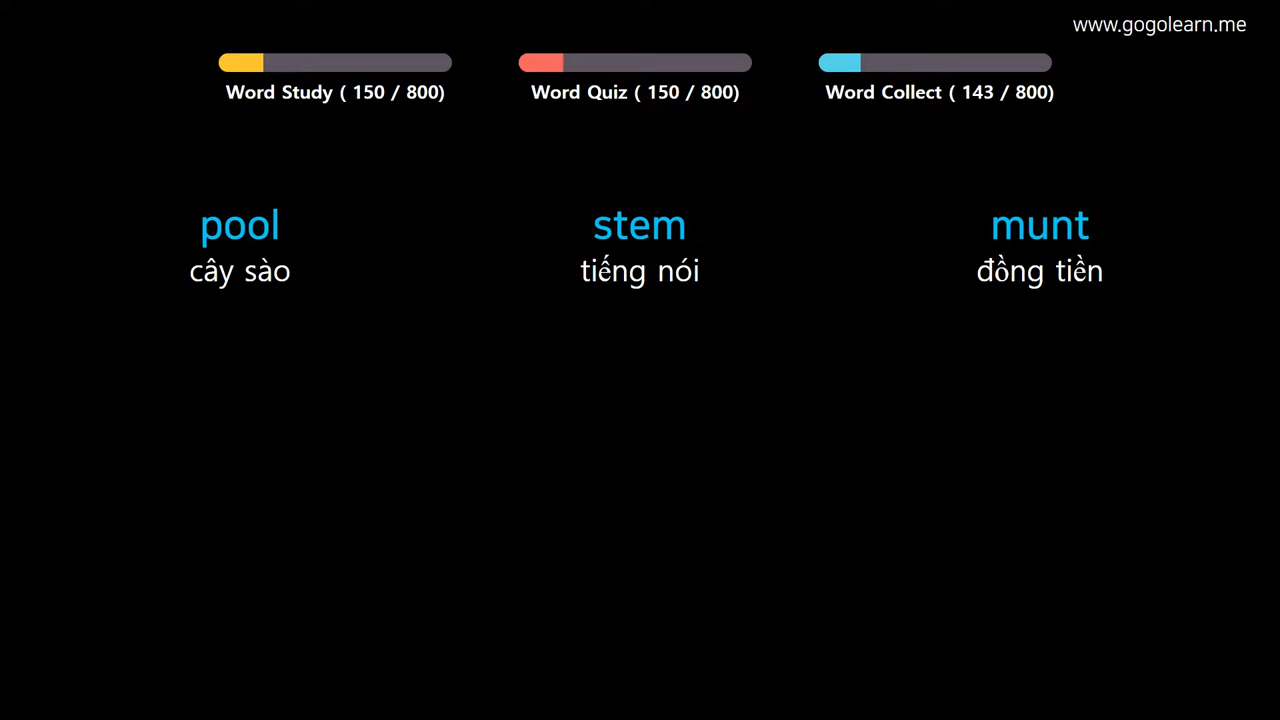 www.gogolearn.me
Word Study ( 150 / 800)
Word Quiz ( 150 / 800)
Word Collect ( 143 / 800)
pool
stem
munt
cây sào
tiếng nói
đồng tiền